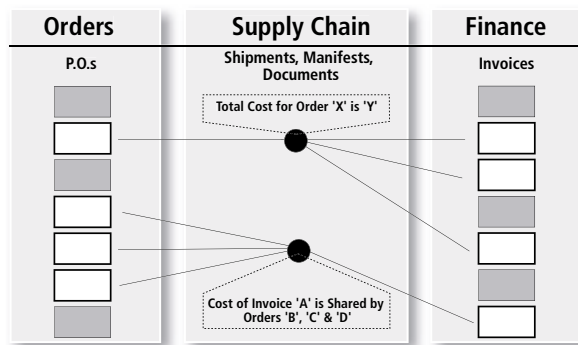 Orders
P.O.s
Supply Chain
Shipments, Manifests,
Documents
Total Cost for Order 'X' is 'Y'
Cost of Invoice 'A' is Shared by
Orders 'B', 'C' & 'D'
Finance
Invoices